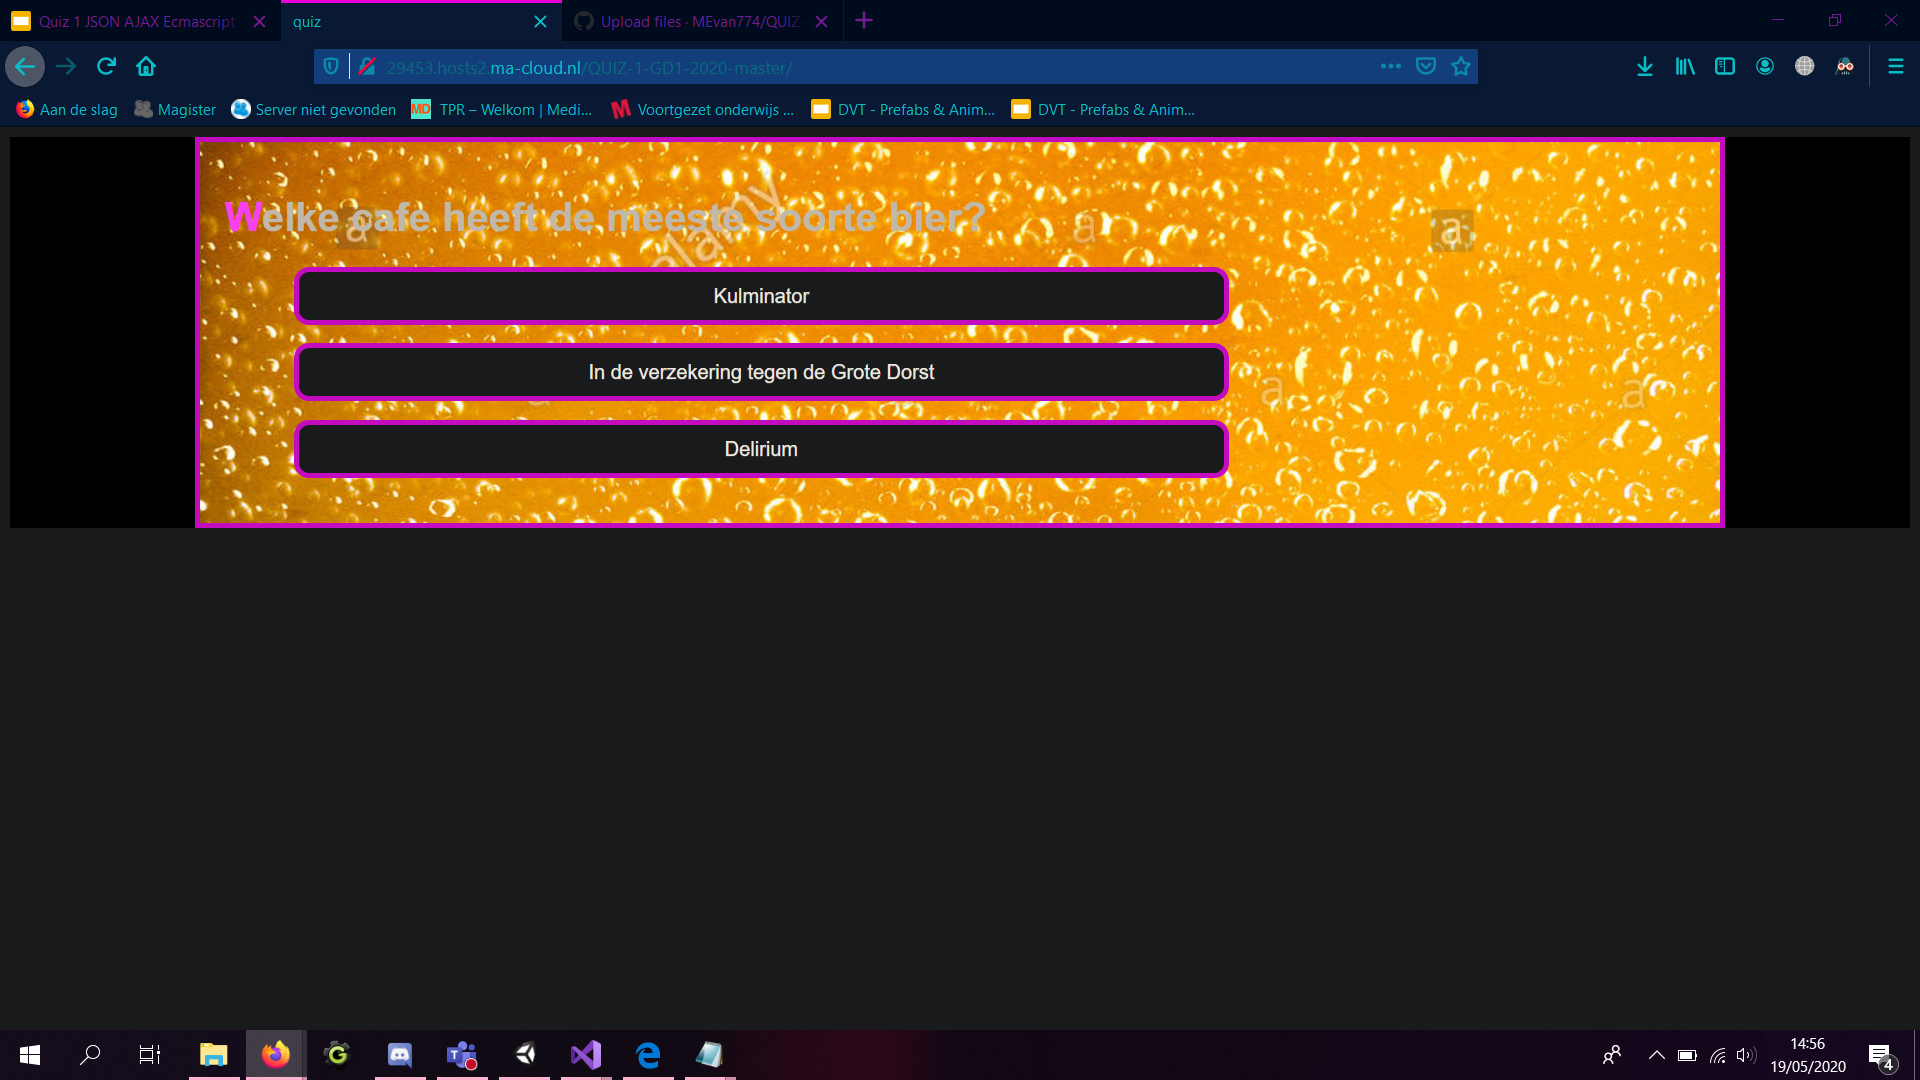 Quiz 1 JSON AJAX Ecmascript
quiz
Upload files · MEvan774/QUIZ-
29453.hosts2.ma-cloud.nl/QUIZ-1-GD1-2020-master/
Aan de slag
Magister
Server niet gevonden
MD TPR – Welkom | Medi...
Voortgezet onderwijs ...
DVT - Prefabs & Anim...
DVT - Prefabs & Anim...
Welke cafe heeft de meeste soorte bier?
a
a
a
alamy
Kulminator
In de verzekering tegen de Grote Dorst
a
a
Delirium
14:56
19/05/2020
4